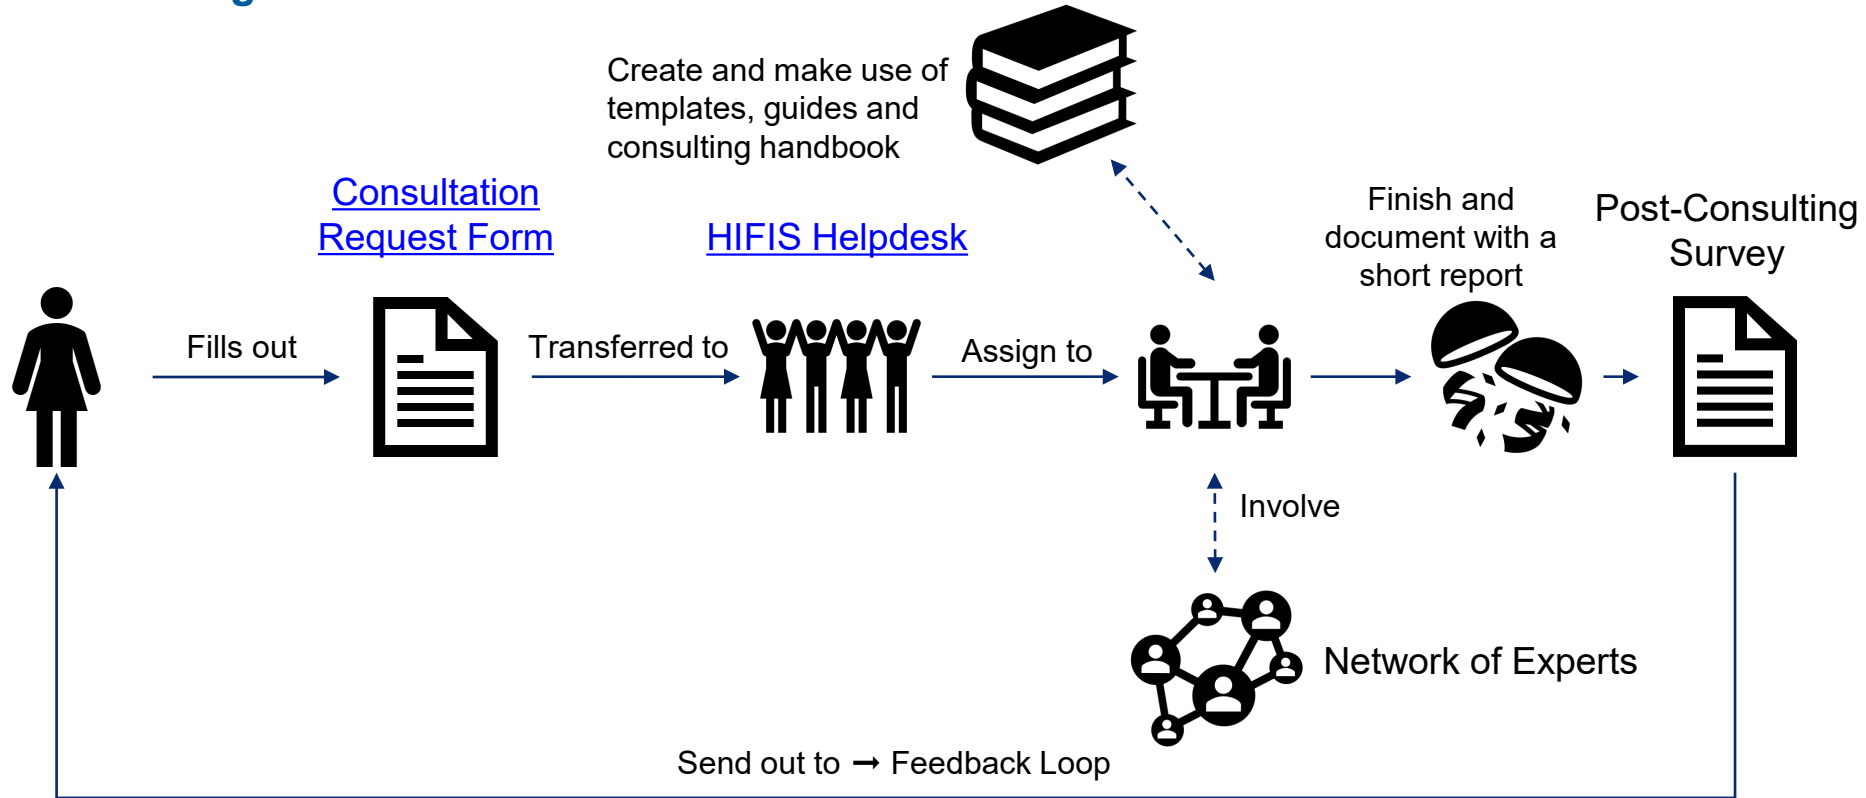 Create and make use of
templates, guides and
consulting handbook
Consultation
Request Form
HIFIS Helpdesk
Finish and
document with a
short report
Post-Consulting
Survey
Fills out
Transferred to
Assign to
Involve
Network of Experts
Send out to → Feedback Loop